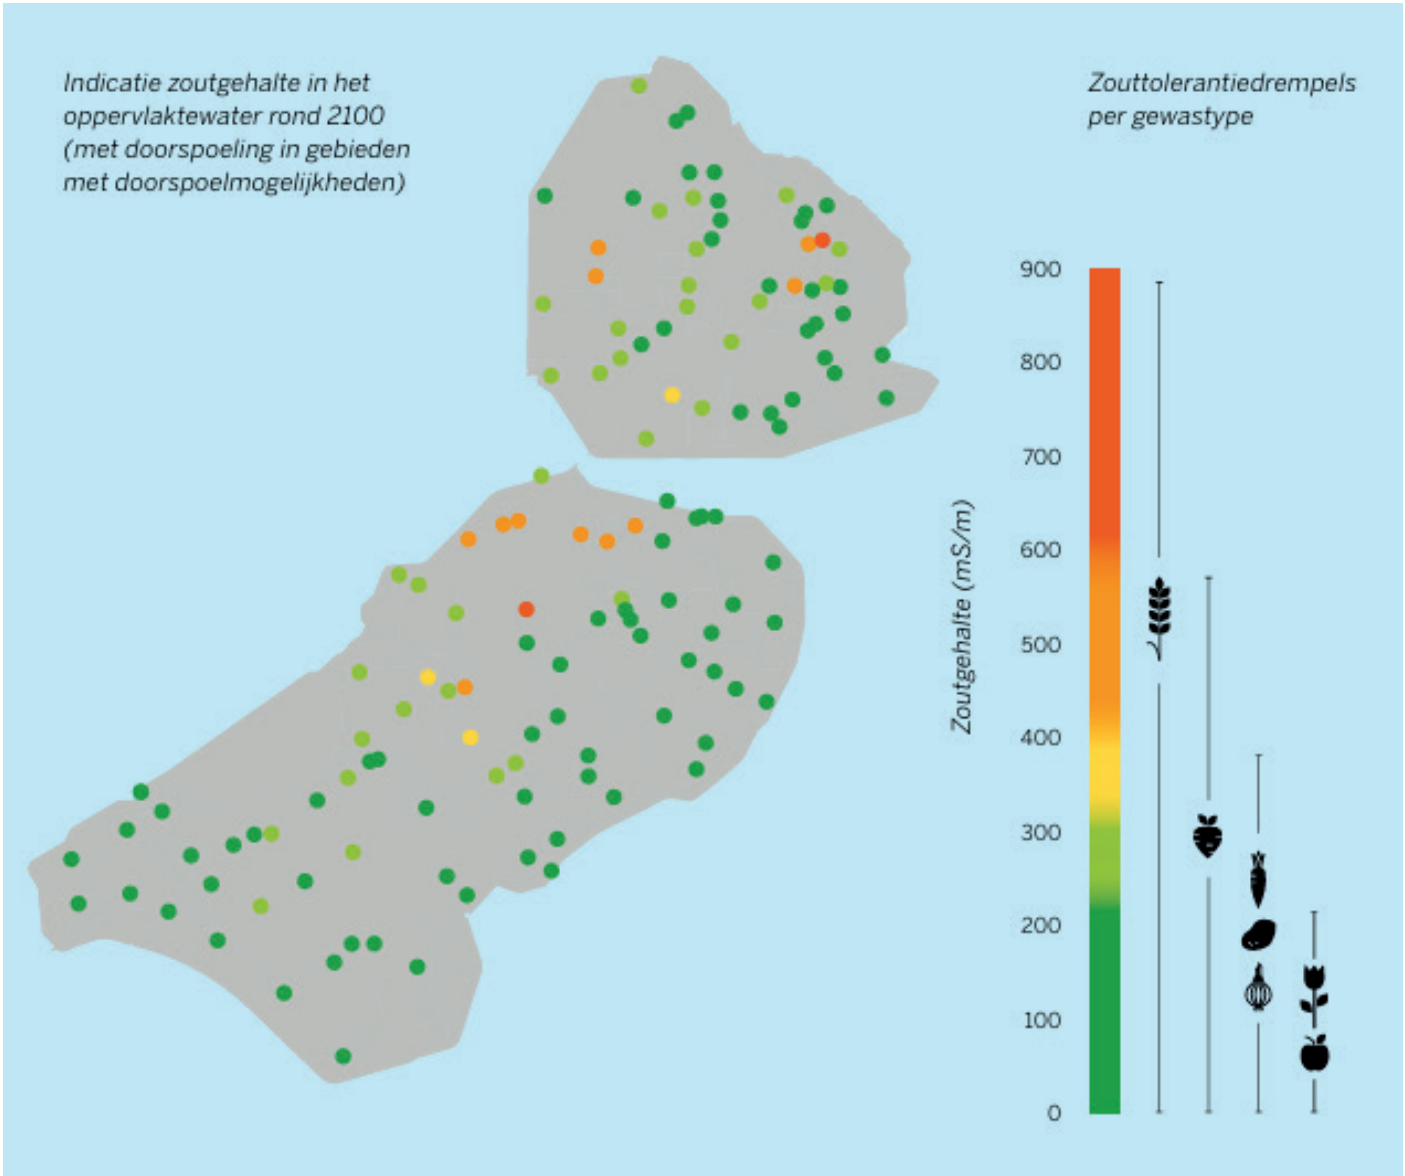 Indicatie zoutgehalte in het
oppervlaktewater rond 2100
(met doorspoeling in gebieden
met doorspoelmogelijkheden)
Zouttolerantiedrempels
per gewastype
Zoutgehalte (mS/m)
900
800
700
600
500
400
300
200
100
0